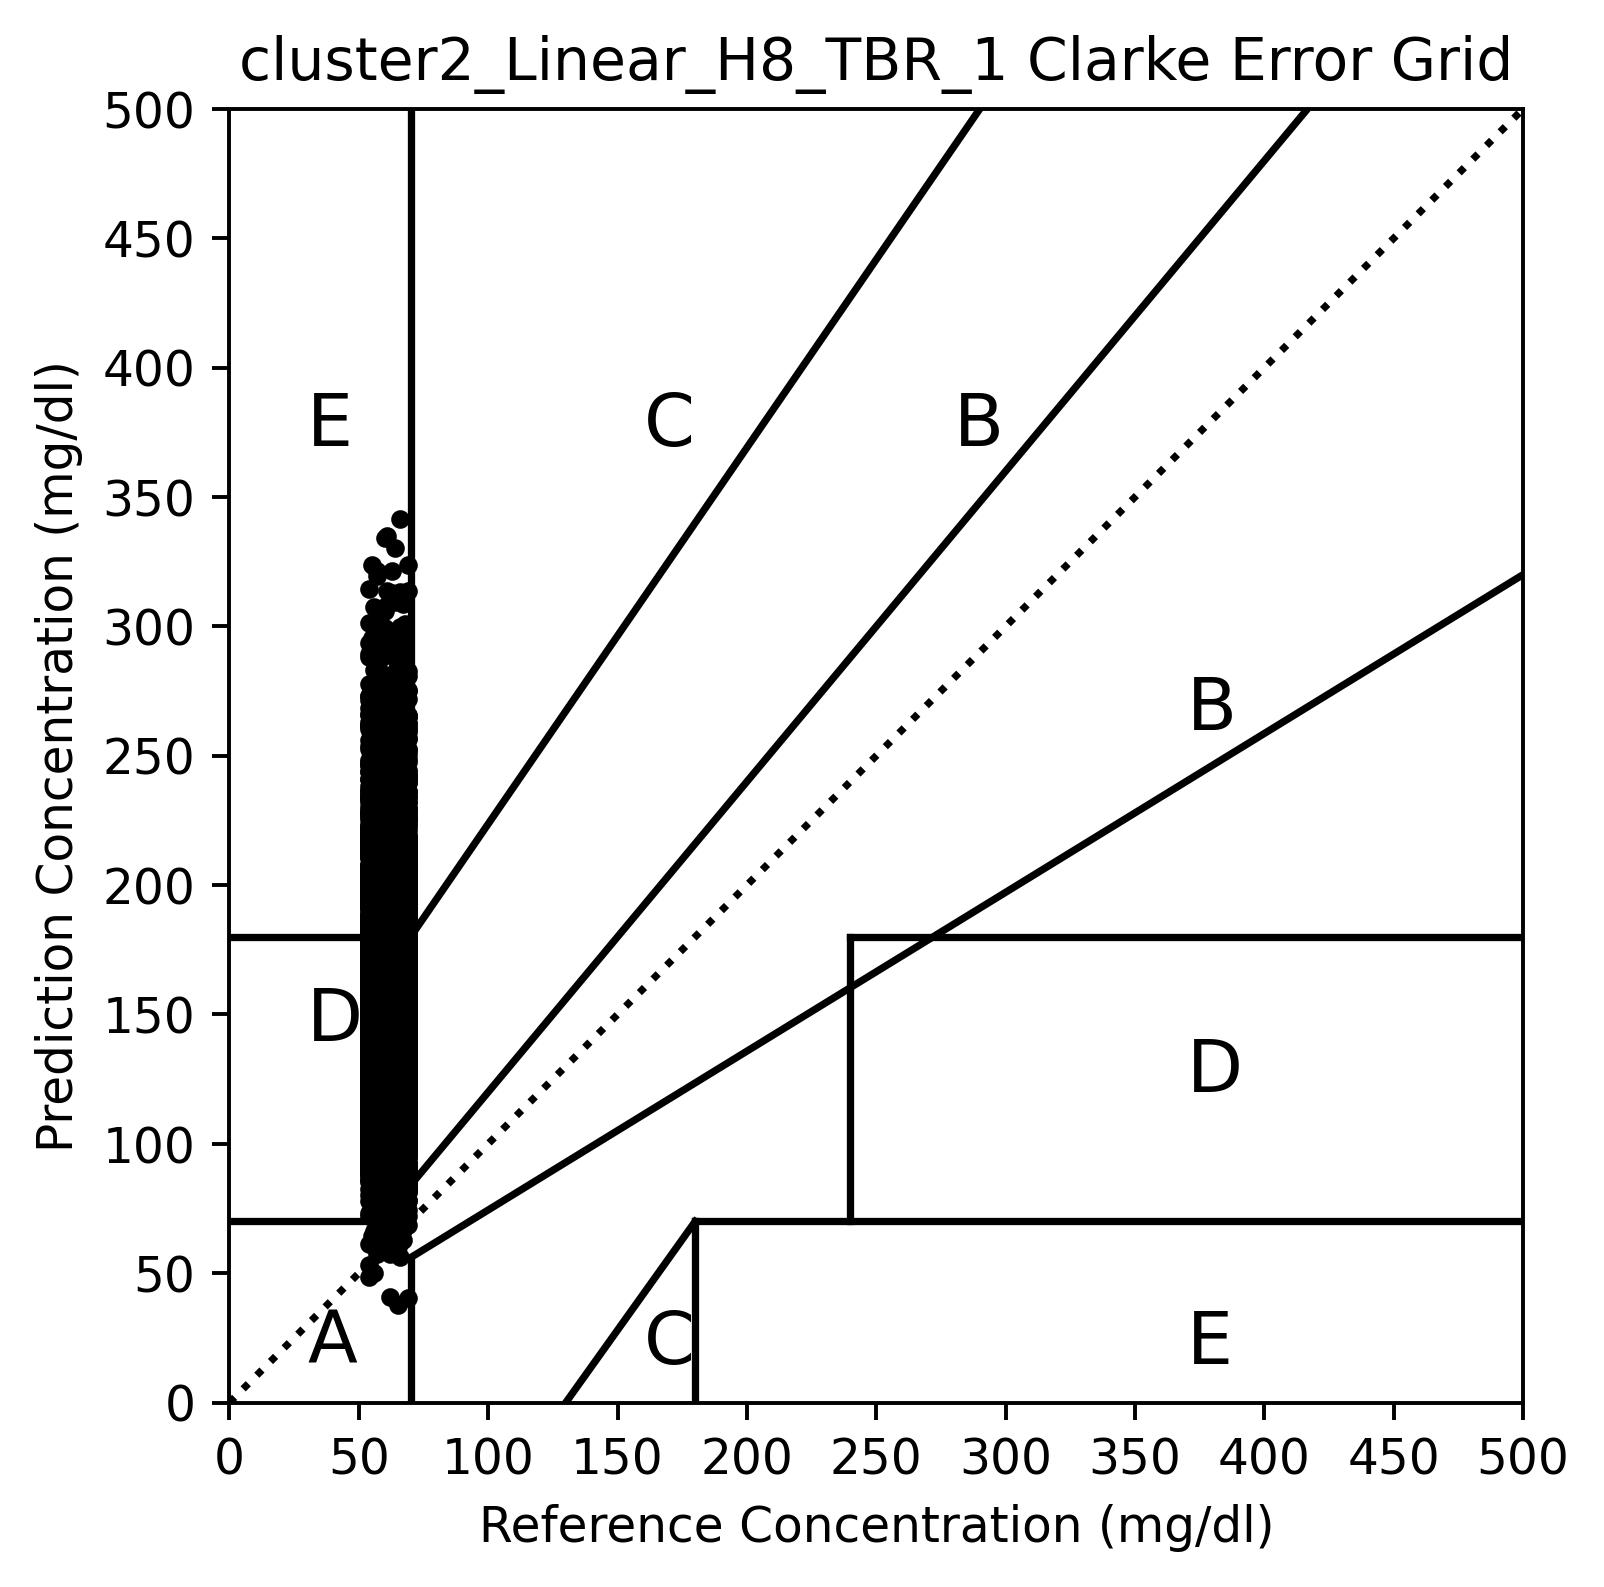 cluster2_Linear_H8_TBR_1 Clarke Error Grid
Prediction Concentration (mg/dl)
500
450
400
350
300
250
200
150
100
50
0
E
C
B
B
D
D
A
C
E
0 50 100 150 200 250 300 350 400 450 500
Reference Concentration (mg/dl)